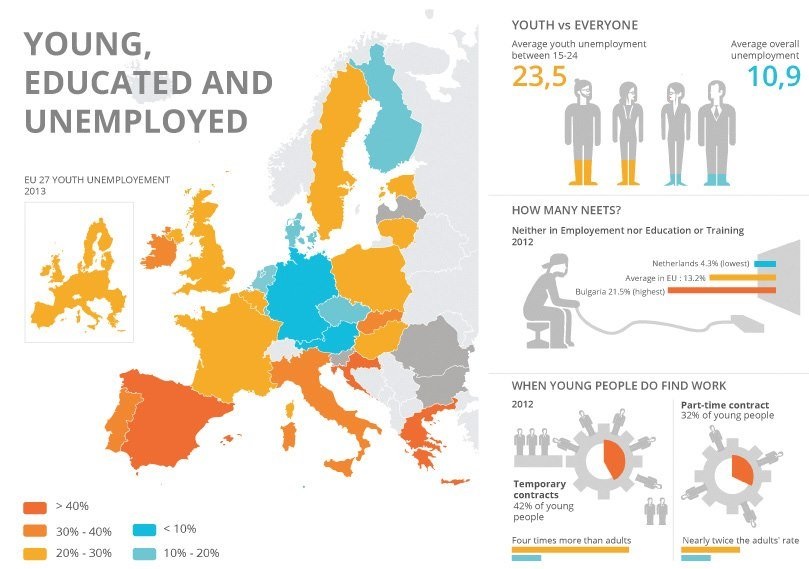 YOUNG,
EDUCATED AND
UNEMPLOYED
EU 27 YOUTH UNEMPLOYEMENT
2013
> 40%
30% - 40%
20% - 30%
< 10%
10% - 20%
YOUTH vs EVERYONE
Average youth unemployment
between 15-24
23,5
Average overall
unemployment
10,9
HOW MANY NEETS?
Neither in Employement nor Education or Training
2012
Netherlands 4.3% (lowest)
Average in EU : 13.2%
Bulgaria 21.5% (highest)
WHEN YOUNG PEOPLE DO FIND WORK
2012
Temporary
contracts
42% of young
people
Four times more than adults
Part-time contract
32% of young people
Nearly twice the adults' rate